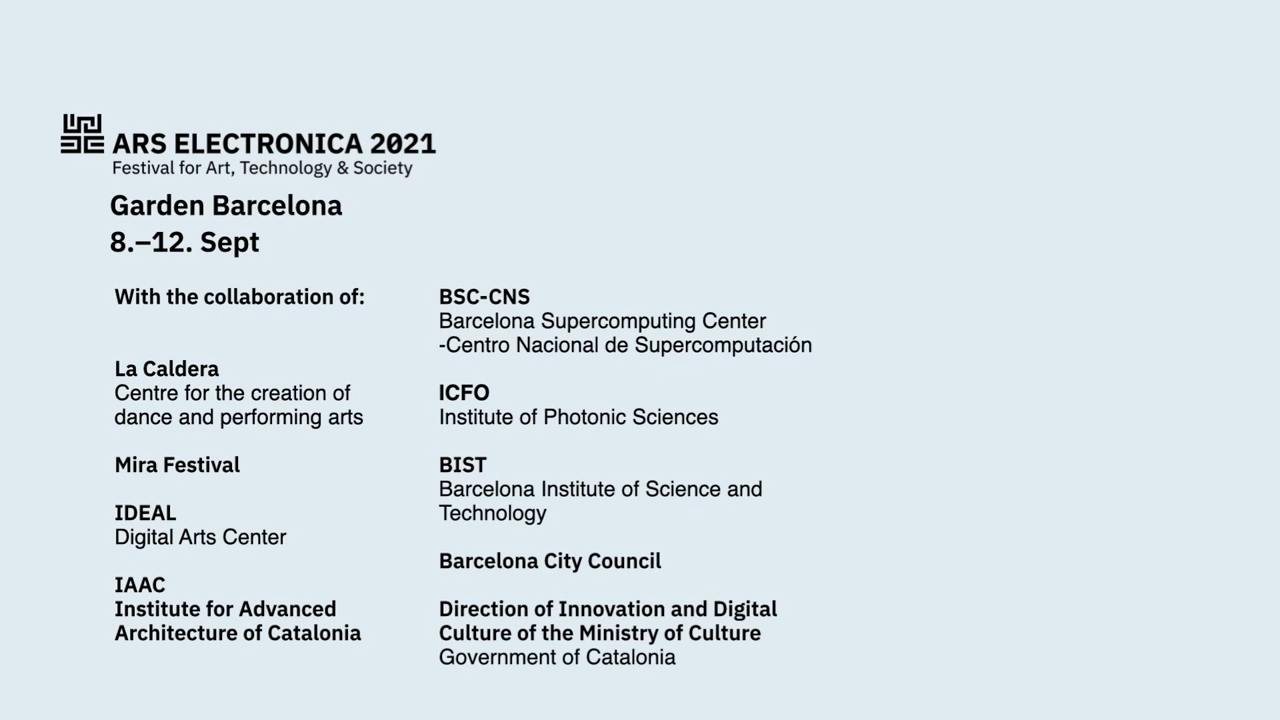 ARS ELECTRONICA 2021
Festival for Art, Technology & Society
Garden Barcelona
8.–12. Sept
With the collaboration of:
La Caldera
Centre for the creation of
dance and performing arts
Mira Festival
IDEAL
Digital Arts Center
IAAC
Institute for Advanced
Architecture of Catalonia
BSC-CNS
Barcelona Supercomputing Center
-Centro Nacional de Supercomputación
ICFO
Institute of Photonic Sciences
BIST
Barcelona Institute of Science and
Technology
Barcelona City Council
Direction of Innovation and Digital
Culture of the Ministry of Culture
Government of Catalonia